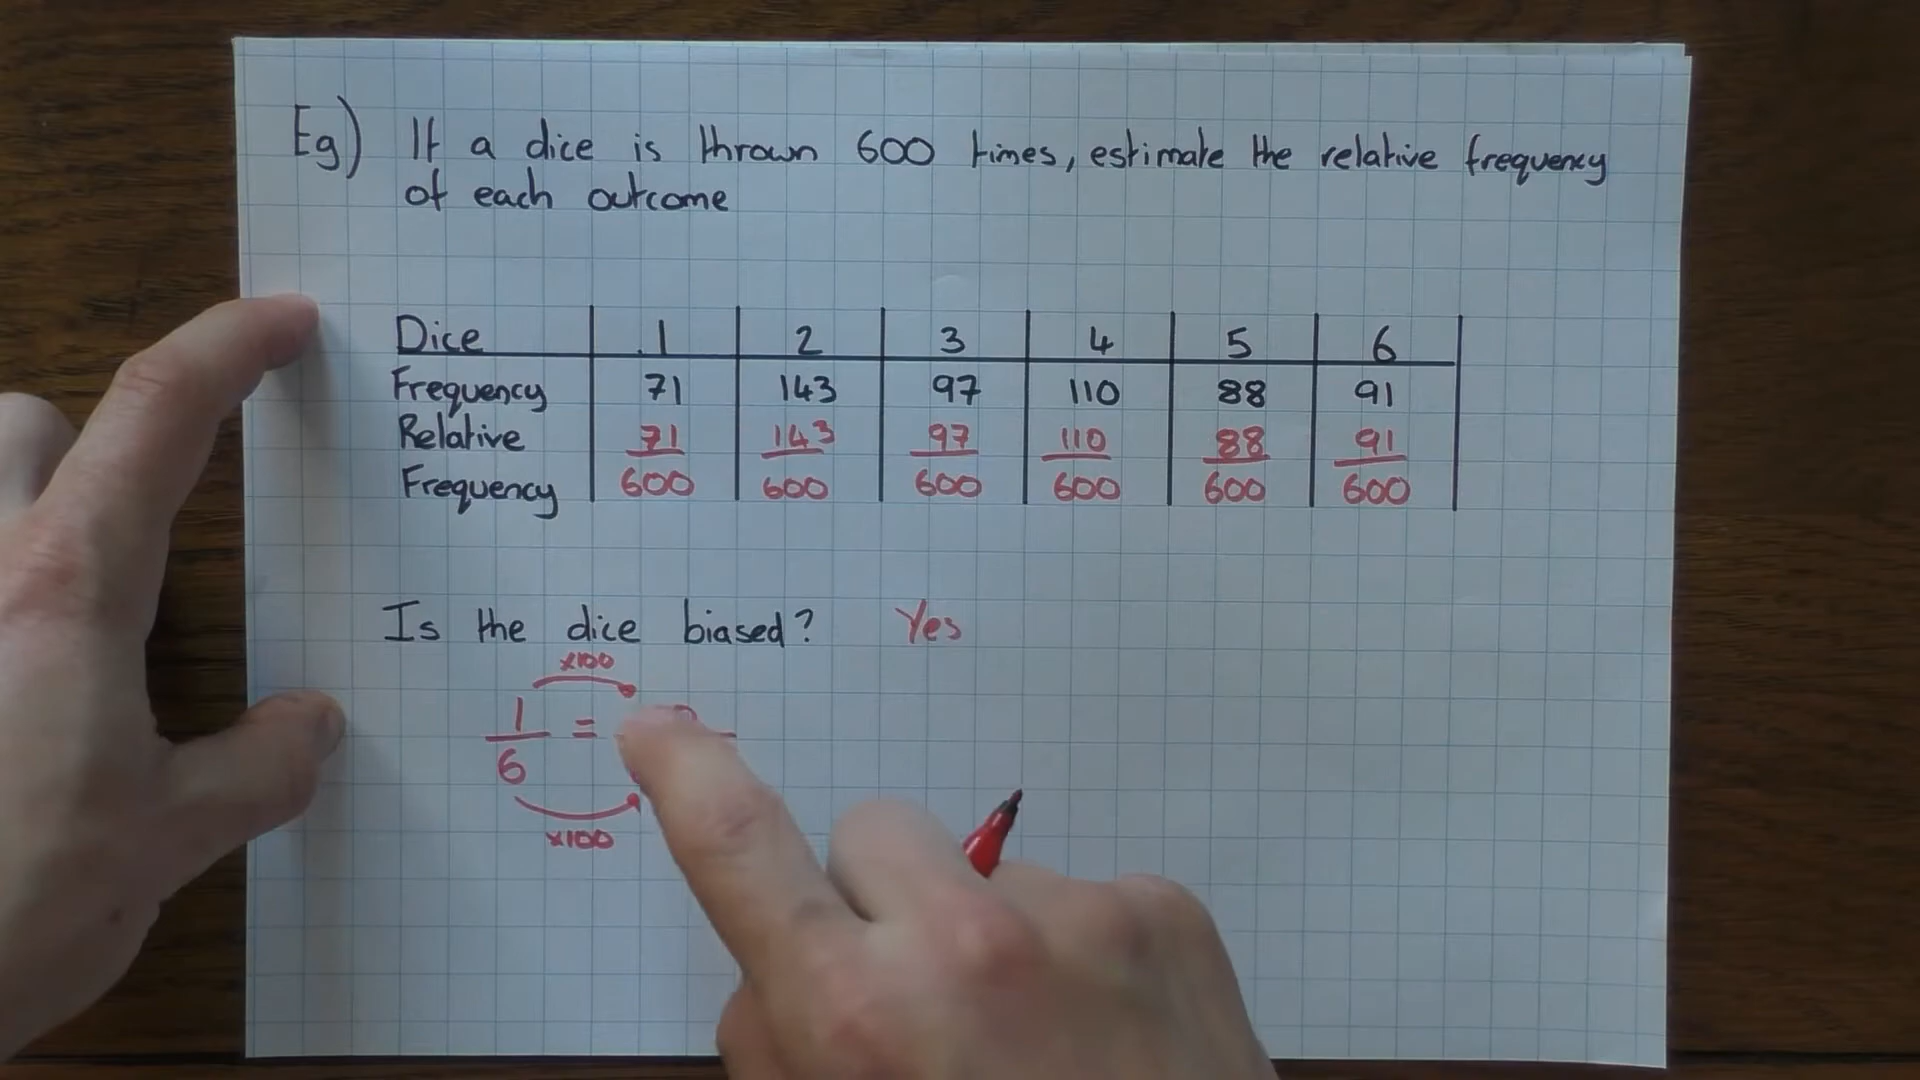 Eg) If a dice is thrown 600 times, estimate the relative frequency
of each outcome
Dice 1 2 3 4 5 6
Frequency 71 143 97 110 88 91
Relative 71 143 97 110 88 91
Frequency 600 600 600 600 600 600
Is the dice biased? Yes
x100
1 =
6
x100